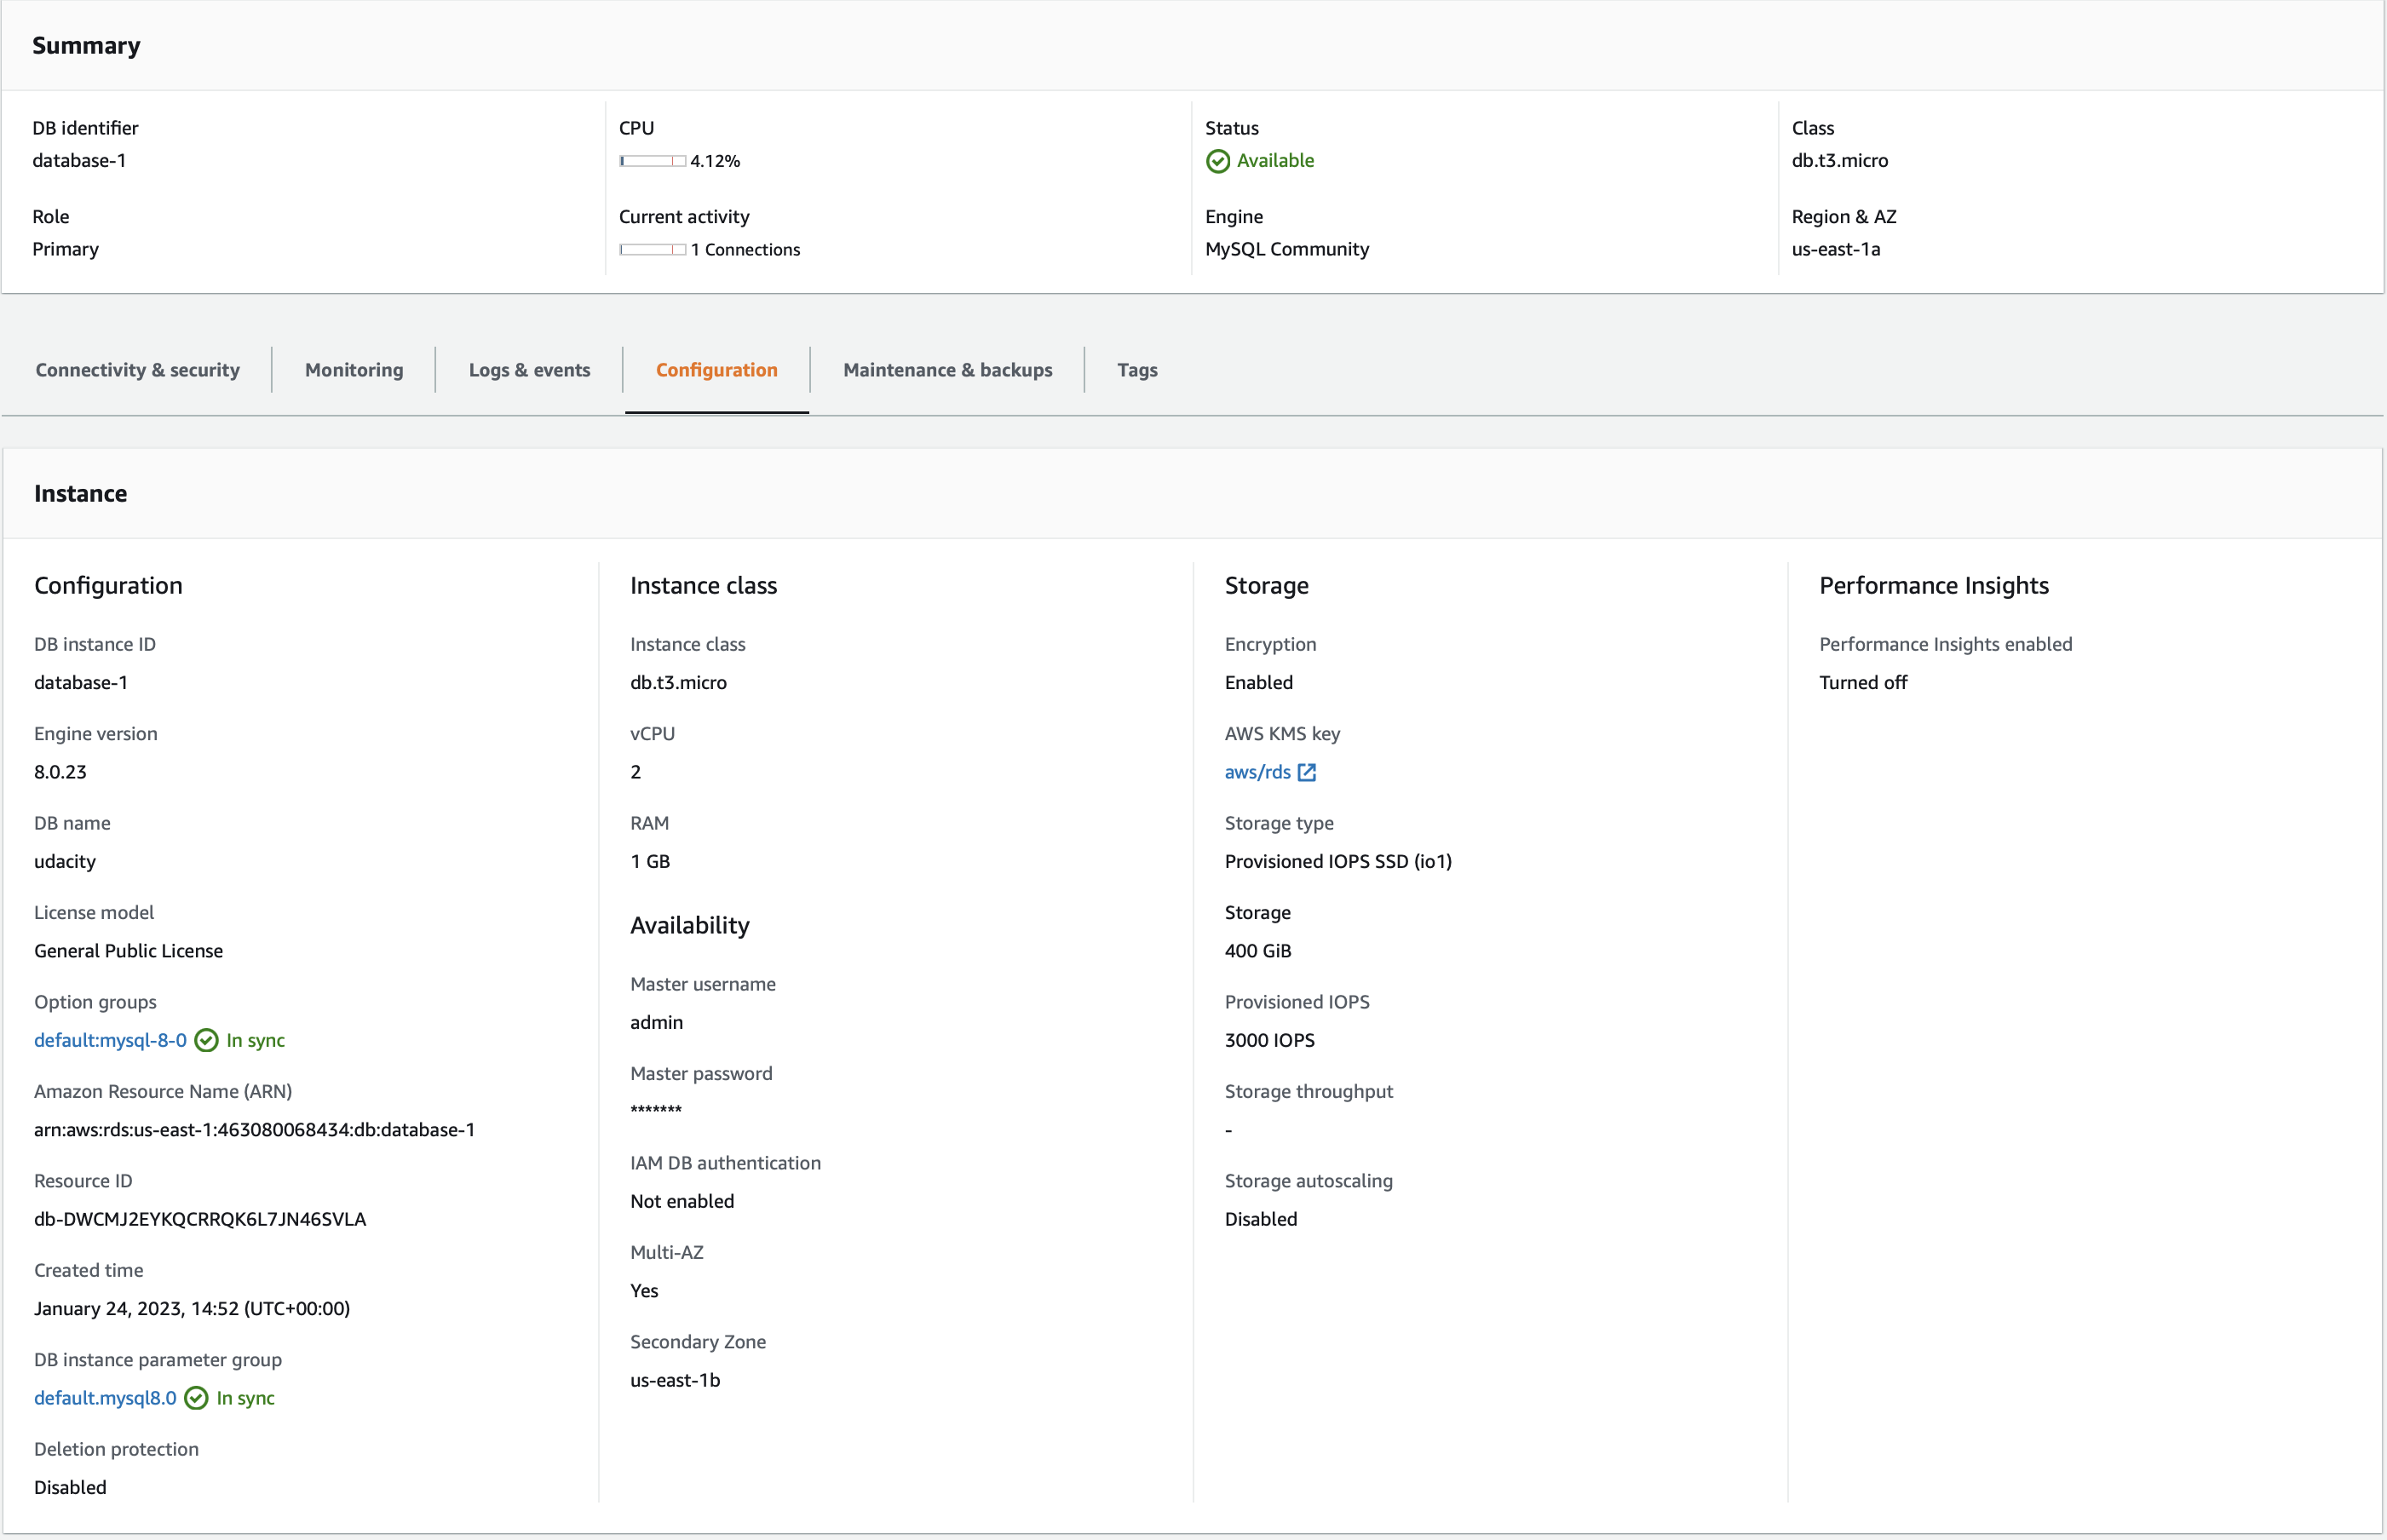 Summary
DB identifier
database-1
CPU
4.12%
Status
Available
Class
db.t3.micro
Role
Primary
Current activity
1 Connections
Engine
MySQL Community
Region & AZ
us-east-1a
Connectivity & security
Monitoring
Logs & events
Configuration
Maintenance & backups
Tags
Instance
Configuration
DB instance ID
database-1
Engine version
8.0.23
DB name
udacity
License model
General Public License
Option groups
default:mysql-8-0 In sync
Amazon Resource Name (ARN)
arn:aws:rds:us-east-1:463080068434:db:database-1
Resource ID
db-DWCMJ2EYKQCRRQK6L7JN46SVLA
Created time
January 24, 2023, 14:52 (UTC+00:00)
DB instance parameter group
default.mysql8.0 In sync
Deletion protection
Disabled
Instance class
Instance class
db.t3.micro
vCPU
2
RAM
1 GB
Availability
Master username
admin
Master password
*******
IAM DB authentication
Not enabled
Multi-AZ
Yes
Secondary Zone
us-east-1b
Storage
Encryption
Enabled
AWS KMS key
aws/rds
Storage type
Provisioned IOPS SSD (io1)
Storage
400 GiB
Provisioned IOPS
3000 IOPS
Storage throughput
-
Storage autoscaling
Disabled
Performance Insights
Performance Insights enabled
Turned off